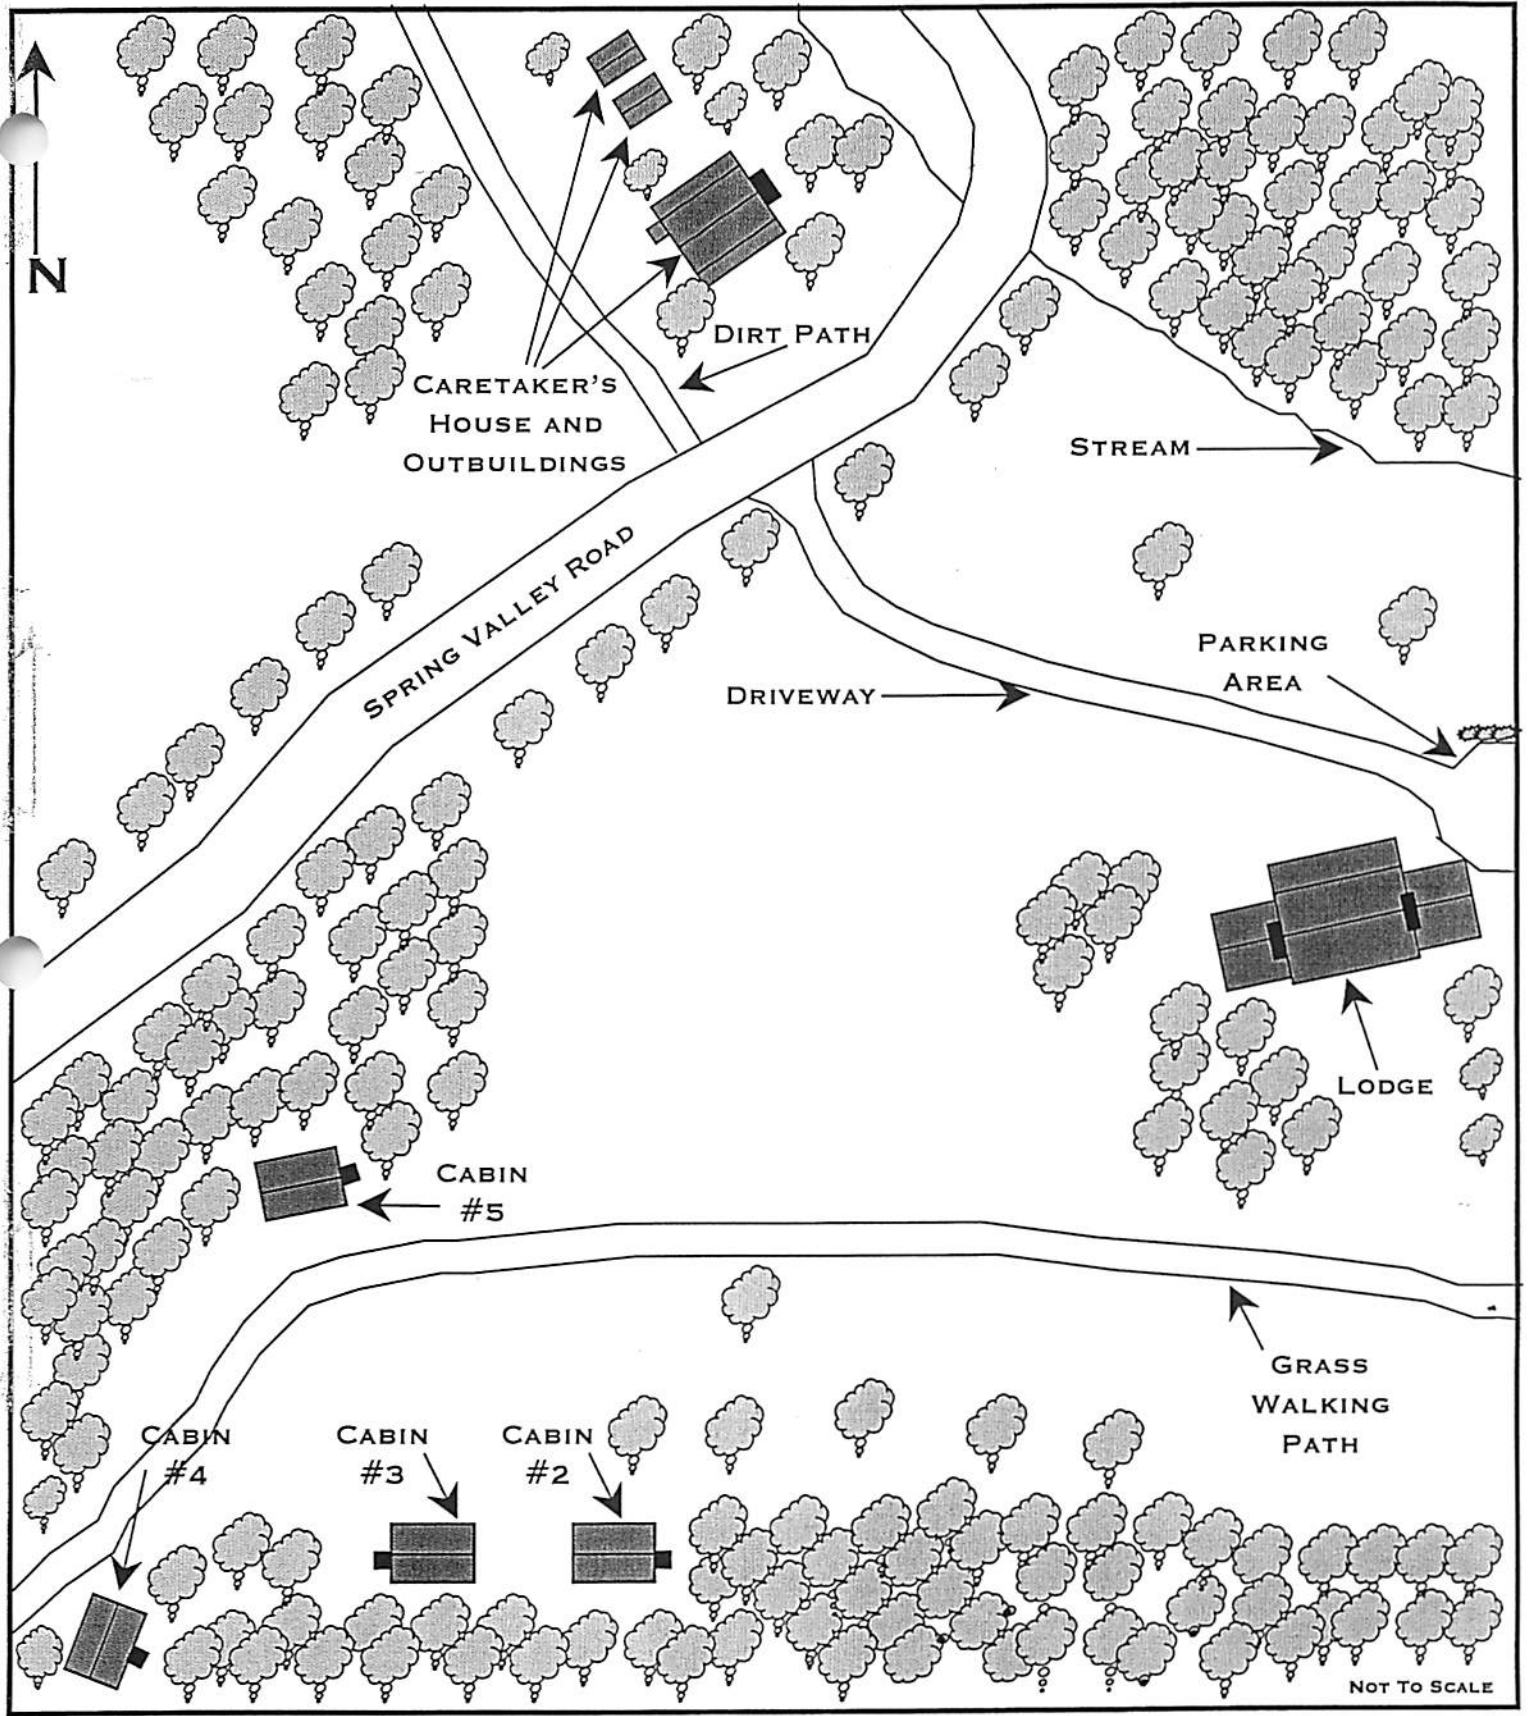 N
DIRT PATH
CARETAKER'S
HOUSE AND
OUTBUILDINGS
STREAM
SPRING VALLEY ROAD
PARKING
AREA
DRIVEWAY
LODGE
CABIN
#5
GRASS
WALKING
PATH
CABIN
#4
CABIN
#3
CABIN
#2
NOT TO SCALE